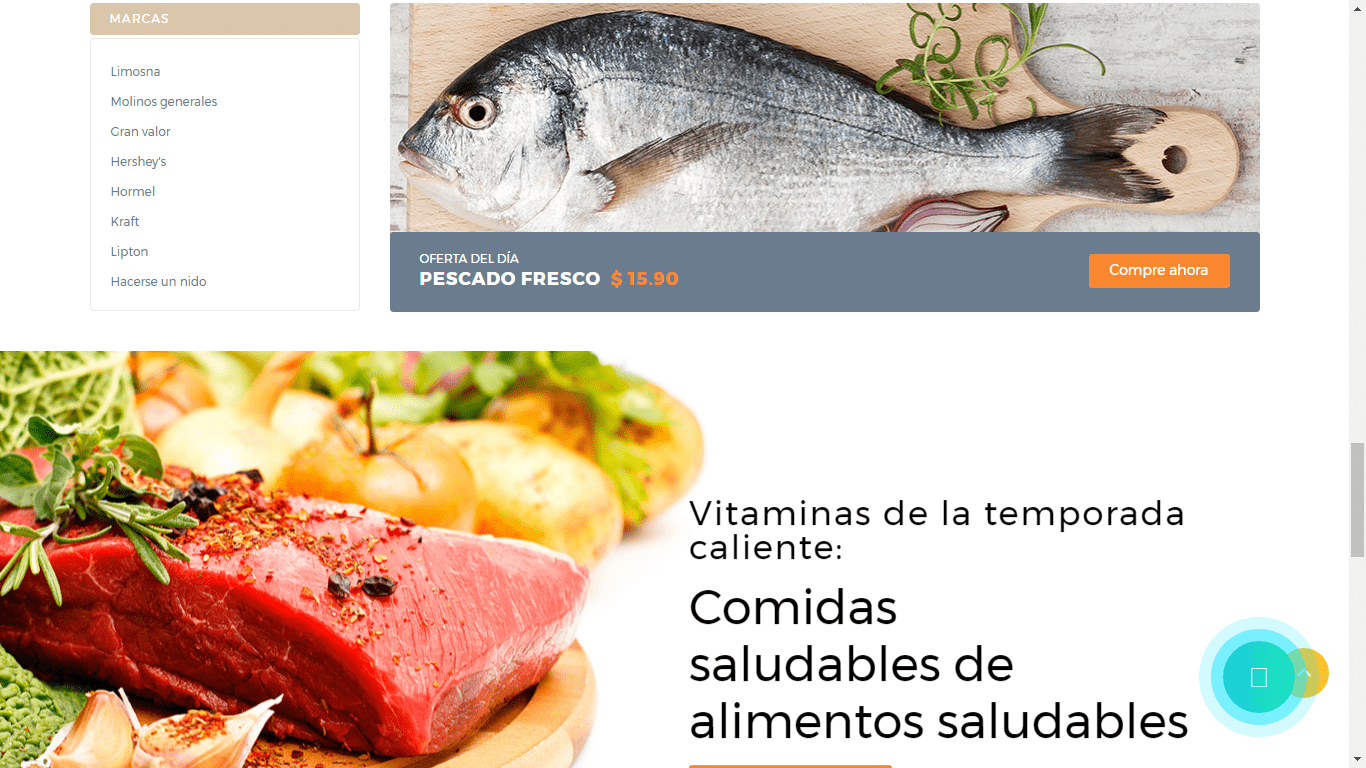 MARCAS
Limosna
Molinos generales
Gran valor
Hershey's
Hormel
Kraft
Lipton
Hacerse un nido
OFERTA DEL DÍA
PESCADO FRESCO $ 15.90
Compre ahora
Vitaminas de la temporada
caliente:
Comidas
saludables de
alimentos saludables